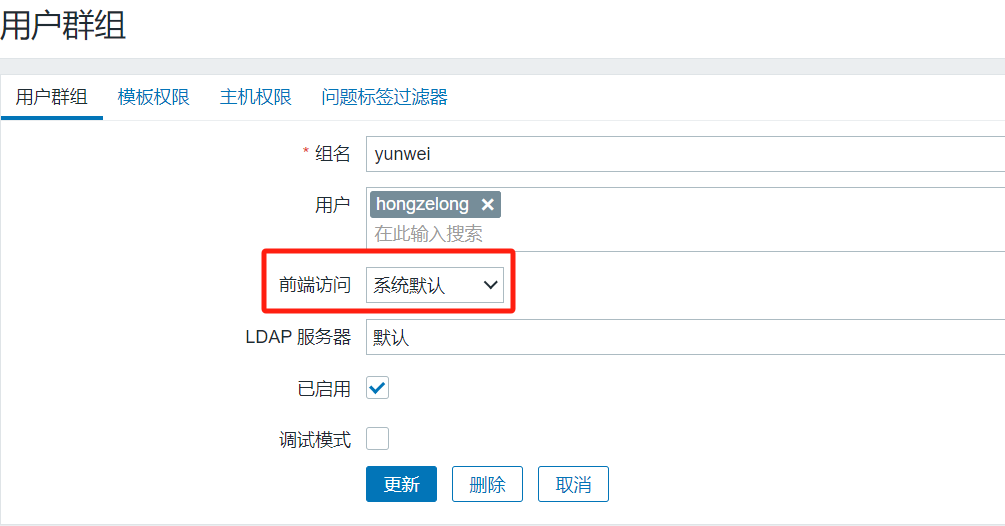 用户群组
用户群组 模板权限 主机权限 问题标签过滤器
* 组名 yunwei
用户 hongzelong
在此输入搜索
前端访问 系统默认
LDAP 服务器 默认
已启用
调试模式
更新 删除 取消